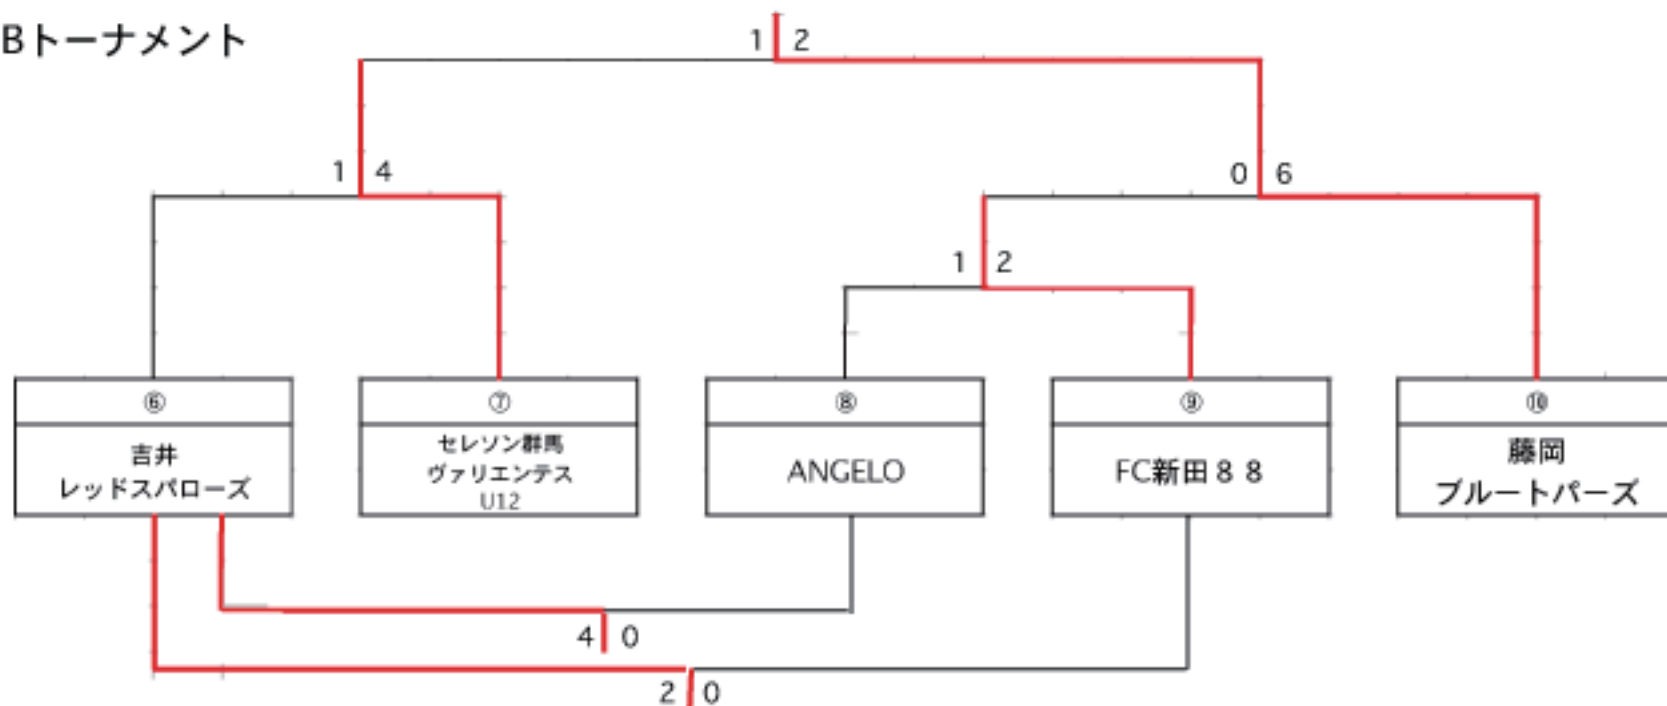 Bトーナメント
1 2
1 4
0 6
1 2
⑥ ⑦ ⑧ ⑨ ⑩
吉井
レッドスパローズ
セレソン群馬
ヴァリエンテス
U12
ANGELO
FC新田８８
藤岡
ブルートパーズ
4 0
2 0